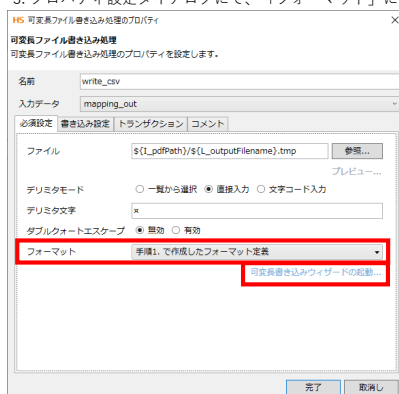 HS 可変長ファイル書き込み処理のプロパティ
可変長ファイル書き込み処理
可変長ファイル書き込み処理のプロパティを設定します。
名前 write_csv
入力データ mapping_out
必須設定 書き込み設定 トランザクション コメント
ファイル ${I_pdfPath}/${L_outputFilename}.tmp 参照...
プレビュー...
デリミタモード 一覧から選択 直接入力 文字コード入力
デリミタ文字 ¤
ダブルクォートエスケープ 無効 有効
フォーマット 手順1. で作成したフォーマット定義
可変長書き込みウィザードの起動...
完了 取消し